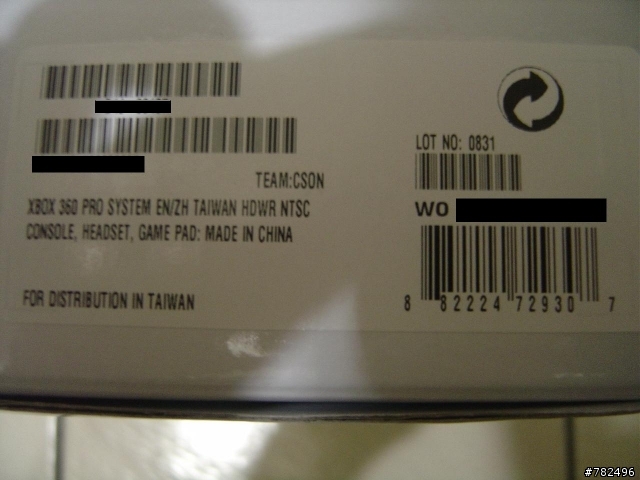 TEAM:CSON
XBOX 360 PRO SYSTEM EN/ZH TAIWAN HDWR NTSC
CONSOLE, HEADSET, GAME PAD: MADE IN CHINA
FOR DISTRIBUTION IN TAIWAN
LOT NO: 0831
WO
8 82224 72930 7
#782496